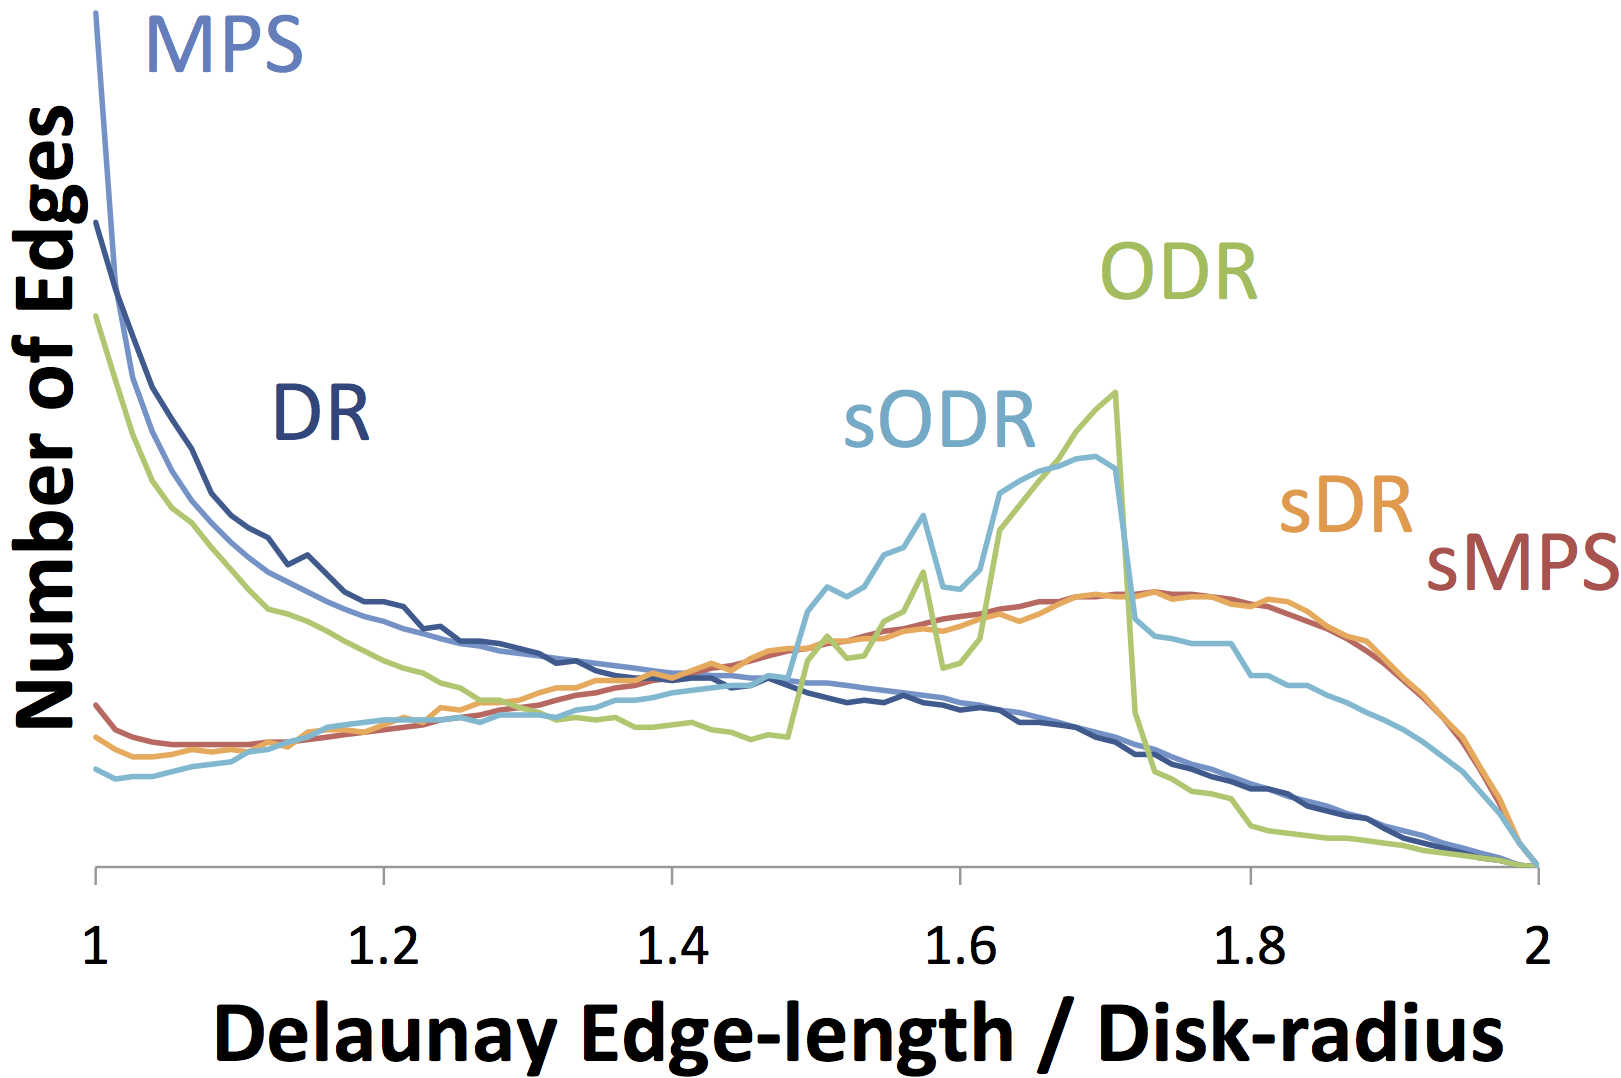 MPS
Number of Edges
ODR
DR
sODR
sDR
sMPS
1 1.2 1.4 1.6 1.8 2
Delaunay Edge-length / Disk-radius